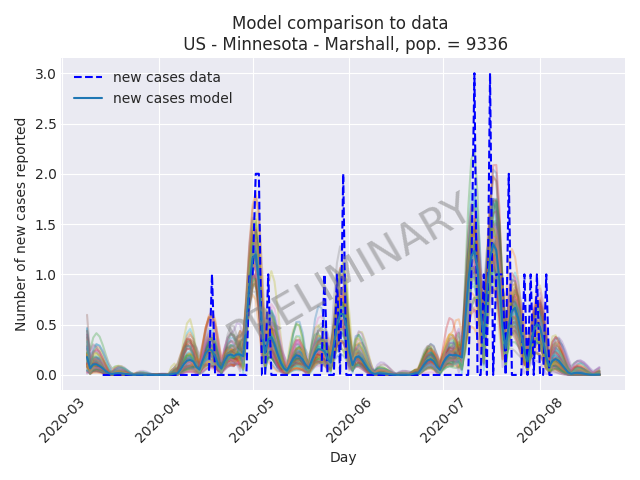 Model comparison to data
US - Minnesota - Marshall, pop. = 9336
new cases data
new cases model
PRELIMINARY
Number of new cases reported
3.0
2.5
2.0
1.5
1.0
0.5
0.0
2020-03
2020-04
2020-05
2020-06
2020-07
2020-08
Day